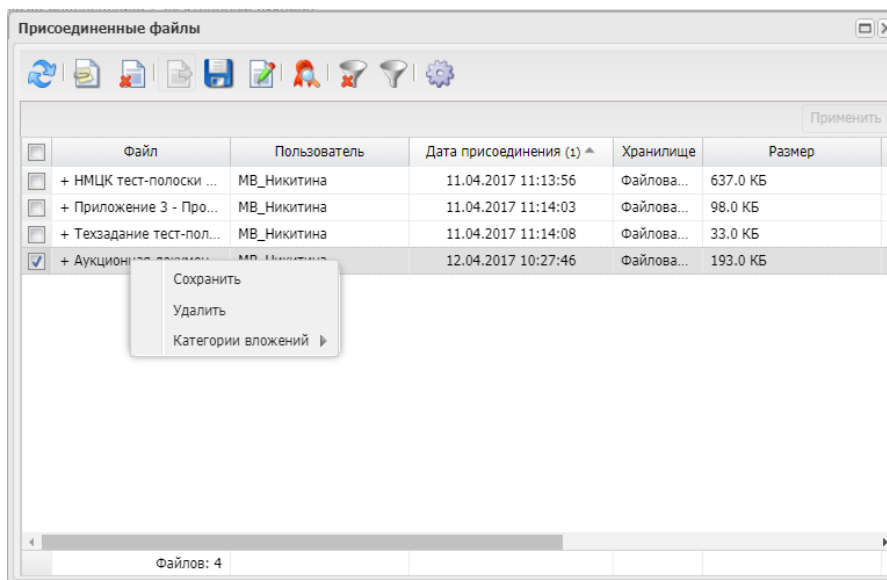 Присоединенные файлы
Применить
Файл Пользователь Дата присоединения (1) Хранилище Размер
+ НМЦК тест-полоски ... МВ_Никитина 11.04.2017 11:13:56 Файлова... 637.0 КБ
+ Приложение 3 - Про... МВ_Никитина 11.04.2017 11:14:03 Файлова... 98.0 КБ
+ Техзадание тест-пол... МВ_Никитина 11.04.2017 11:14:08 Файлова... 33.0 КБ
+ Аукционная докумен... МВ_Никитина 12.04.2017 10:27:46 Файлова... 193.0 КБ
Сохранить
Удалить
Категории вложений
Файлов: 4